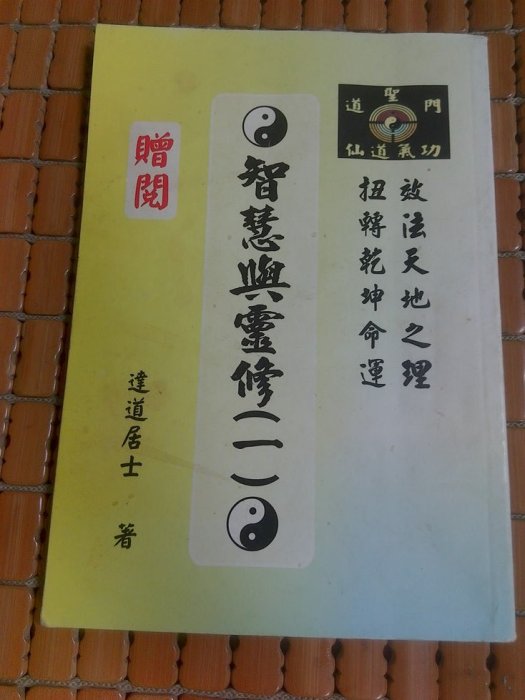 聖
道 門
仙道氣功
效法天地之理
扭轉乾坤命運
智慧與靈修(一)
贈閱
達道居士 著